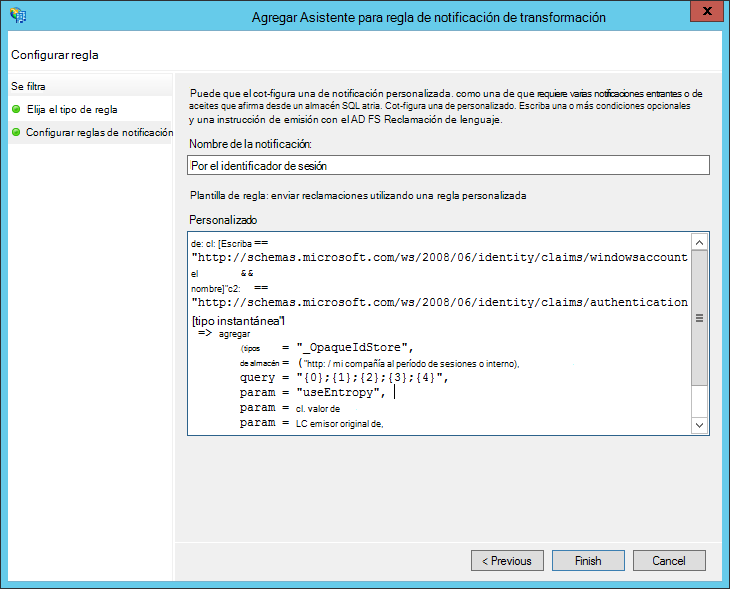 Agregar Asistente para regla de notificación de transformación
x
Configurar regla
Se filtra
Elija el tipo de regla
Configurar reglas de notificación
Puede que el cot-figura una de notificación personalizada. como una de que requiere varias notificaciones entrantes o de
aceites que afirma desde un almacén SQL atria. Cot-figura una de personalizado. Escriba una o más condiciones opcionales
y una instrucción de emisión con el AD FS Reclamación de lenguaje.
Nombre de la notificación:
Por el identificador de sesión
Plantilla de regla: enviar reclamaciones utilizando una regla personalizada
Personalizado
de: cl: [Escriba ==
"http://schemas.microsoft.com/ws/2008/06/identity/claims/windowsaccount
el &&
nombre]"c2: ==
"http://schemas.microsoft.com/ws/2008/06/identity/claims/authentication
[tipo instantánea"]
=> agregar
(tipos = "_OpaqueIdStore",
de almacén = ("http: / mi compañía al período de sesiones o interno),
query = "{0};{1};{2};{3};{4}",
param = "useEntropy",
param = cl. valor de
param = LC emisor original de,
< Previous
Finish
Cancel